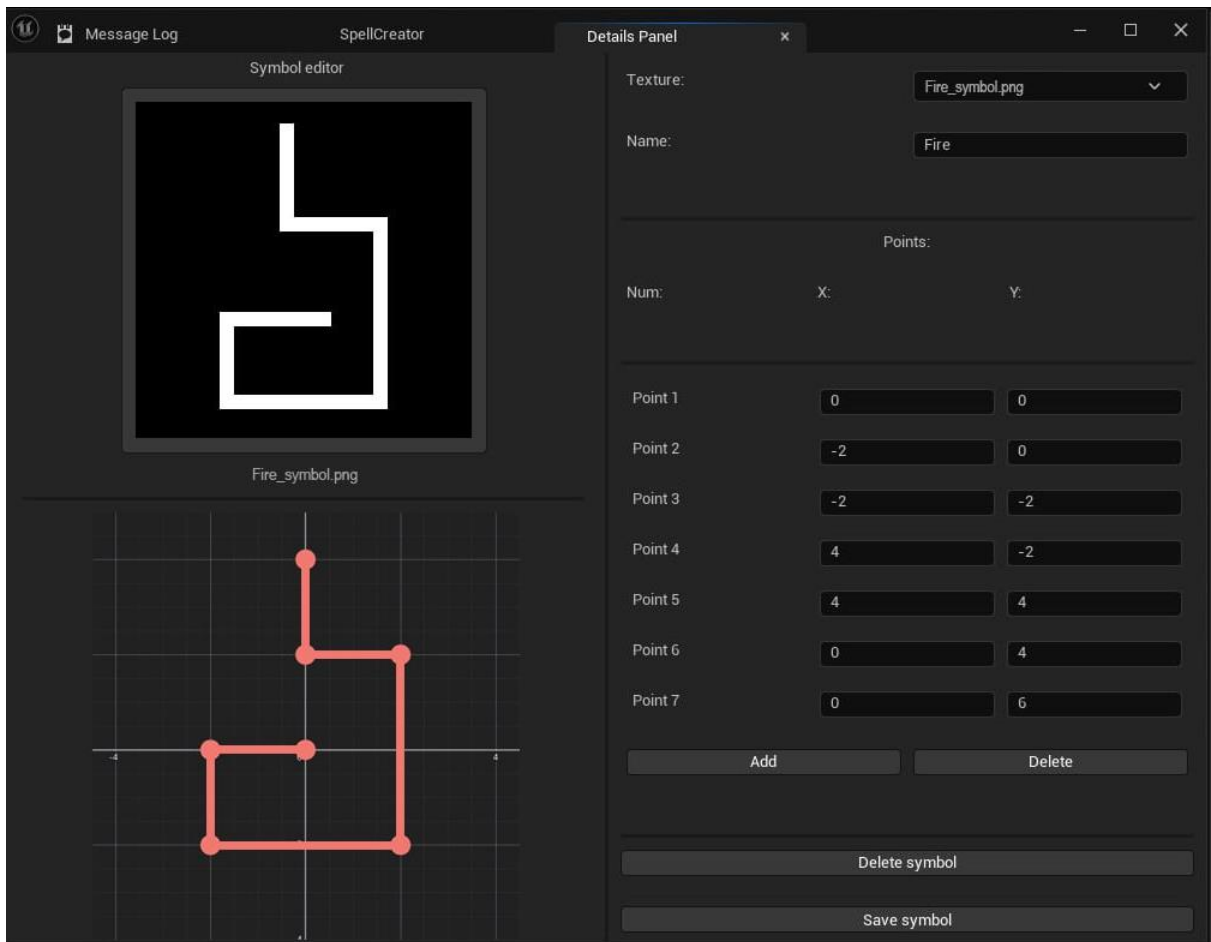 Message Log
SpellCreator
Details Panel
Symbol editor
Fire_symbol.png
-4
4
Texture:
Fire_symbol.png
Name:
Fire
Points:
Num:
X:
Y:
Point 1
0
0
Point 2
-2
0
Point 3
-2
-2
Point 4
4
-2
Point 5
4
4
Point 6
0
4
Point 7
0
6
Add
Delete
Delete symbol
Save symbol